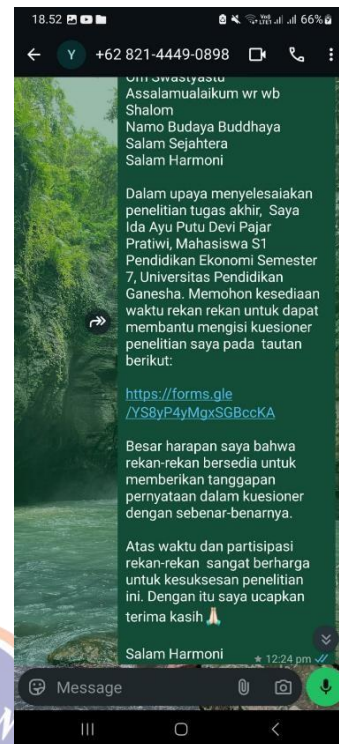 18.52
66%
Y +62 821-4449-0898
Om Swastyastu
Assalamualaikum wr wb
Shalom
Namo Budaya Buddhaya
Salam Sejahtera
Salam Harmoni
Dalam upaya menyelesaiakan
penelitian tugas akhir, Saya
Ida Ayu Putu Devi Pajar
Pratiwi, Mahasiswa S1
Pendidikan Ekonomi Semester
7, Universitas Pendidikan
Ganesha. Memohon kesediaan
waktu rekan rekan untuk dapat
membantu mengisi kuesioner
penelitian saya pada tautan
berikut:
https://forms.gle
/YS8yP4yMgxSGBccKA
Besar harapan saya bahwa
rekan-rekan bersedia untuk
memberikan tanggapan
pernyataan dalam kuesioner
dengan sebenar-benarnya.
Atas waktu dan partisipasi
rekan-rekan sangat berharga
untuk kesuksesan penelitian
ini. Dengan itu saya ucapkan
terima kasih 🙏🏻
Salam Harmoni
12:24 pm
Message